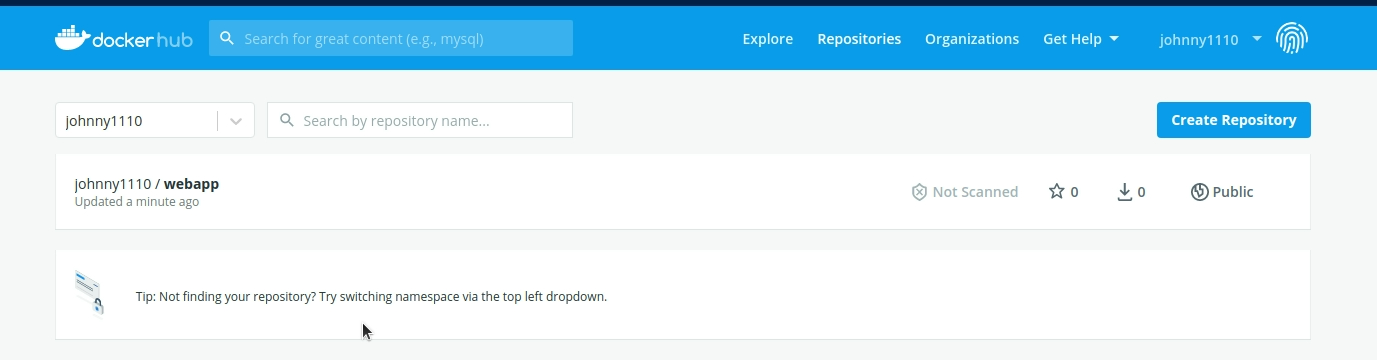 docker hub Search for great content (e.g., mysql) Explore Repositories Organizations Get Help johnny1110
johnny1110 Search by repository name... Create Repository
johnny1110 / webapp
Updated a minute ago
Not Scanned 0 0 Public
Tip: Not finding your repository? Try switching namespace via the top left dropdown.